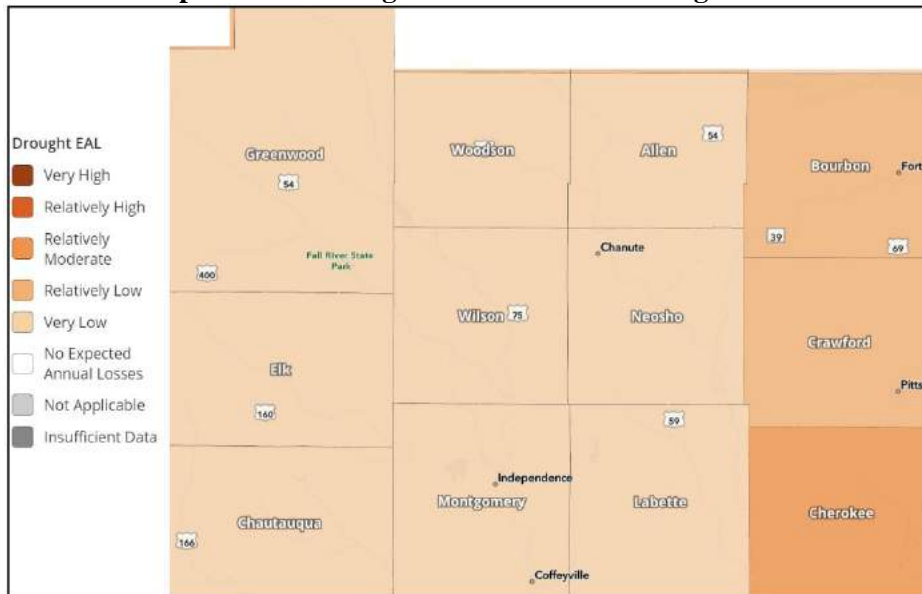 Drought EAL
Very High
Relatively High
Relatively
Moderate
Relatively Low
Very Low
No Expected
Annual Losses
Not Applicable
Insufficient Data
Greenwood
54
Fall River State
Park
400
Woodson
Allen
54
Bourbon
Fort
39
69
Chanute
Wilson
75
Neosho
Crawford
Pitts
Elk
160
59
Independence
Montgomery
Labette
Cherokee
Chautauqua
166
Coffeyville